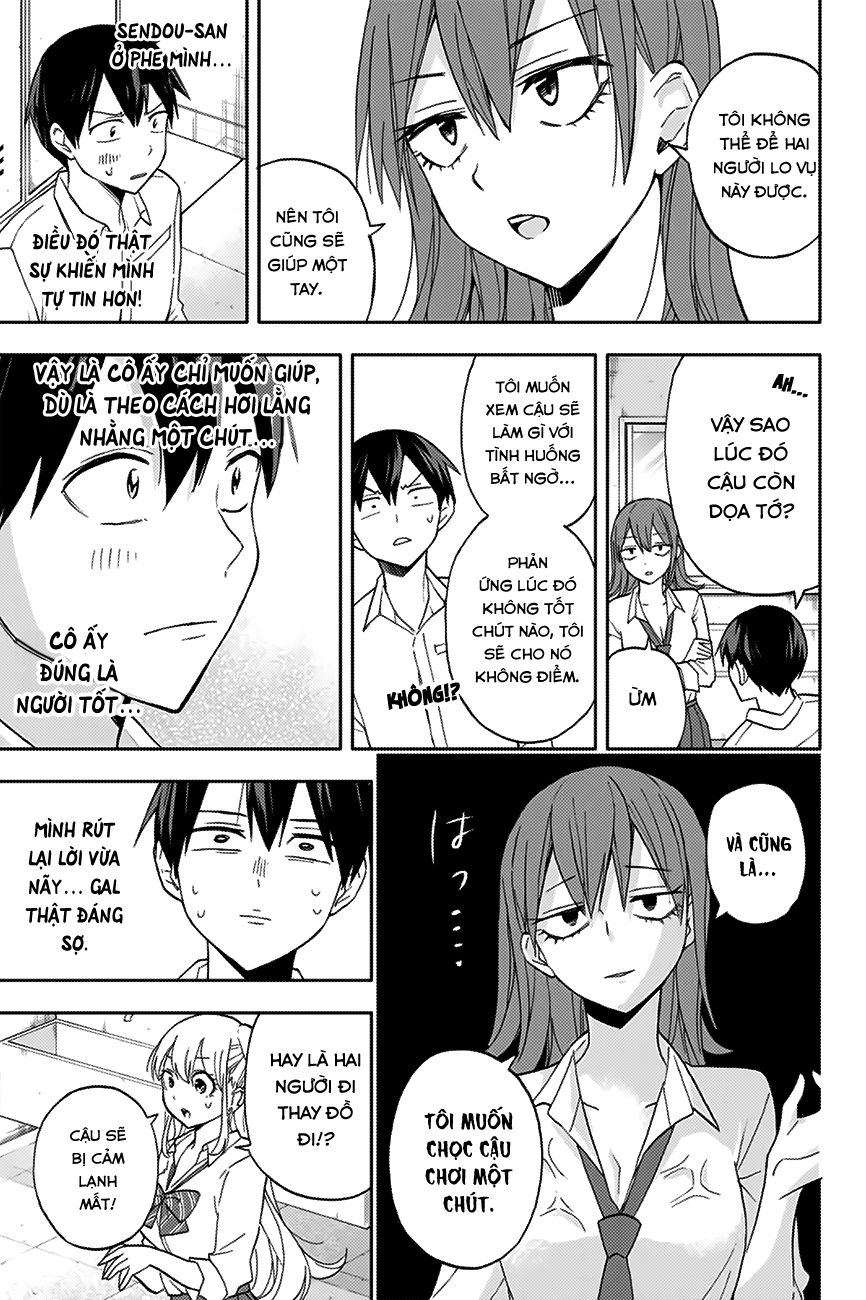 TÔI KHÔNG
THỂ ĐỂ HAI
NGƯỜI LO VỤ
NÀY ĐƯỢC.
NÊN TÔI
CŨNG SẼ
GIÚP MỘT
TAY.
SENDOU-SAN
Ở PHE MÌNH...
ĐIỀU ĐÓ THẬT
SỰ KHIẾN MÌNH
TỰ TIN HƠN!
AH...
VẬY SAO
LÚC ĐÓ
CẬU CÒN
DỌA TỚ?
ỪM
TÔI MUỐN
XEM CẬU SẼ
LÀM GÌ VỚI
TÌNH HUỐNG
BẤT NGỜ...
PHẢN
ỨNG LÚC ĐÓ
KHÔNG TỐT
CHÚT NÀO, TÔI
SẼ CHO NÓ
KHÔNG ĐIỂM.
KHÔNG!?
VẬY LÀ CÔ ẤY CHỈ MUỐN GIÚP,
DÙ LÀ THEO CÁCH HƠI LẰNG
NHẰNG MỘT CHÚT...
CÔ ẤY
ĐÚNG LÀ
NGƯỜI TỐT...
VÀ CŨNG
LÀ...
はっ……
TÔI MUỐN
CHỌC CẬU
CHƠI MỘT
CHÚT.
MÌNH RÚT
LẠI LỜI VỪA
NÃY... GAL
THẬT ĐÁNG
SỢ.
HAY LÀ HAI
NGƯỜI ĐI
THAY ĐỒ
ĐI!?
CẬU SẼ
BỊ CẢM
LẠNH
MẤT!